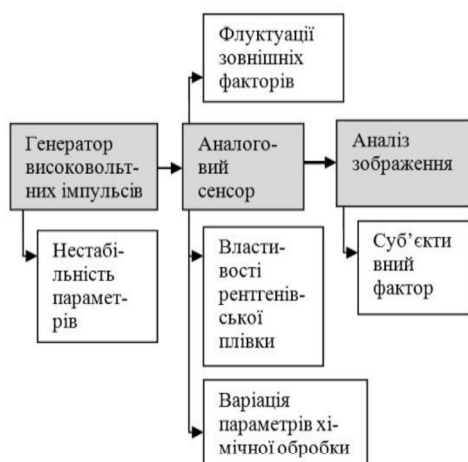 Флуктуації
зовнішніх
факторів
Генератор
високовольт-
них імпульсів
Аналого-
вий
сенсор
Аналіз
зображення
Нестабі-
льність
парамет-
рів
Власти-
вості
рентгенів-
ської
плівки
Суб’єкти
вний
фактор
Варіація
параметрів хі-
мічної обробки